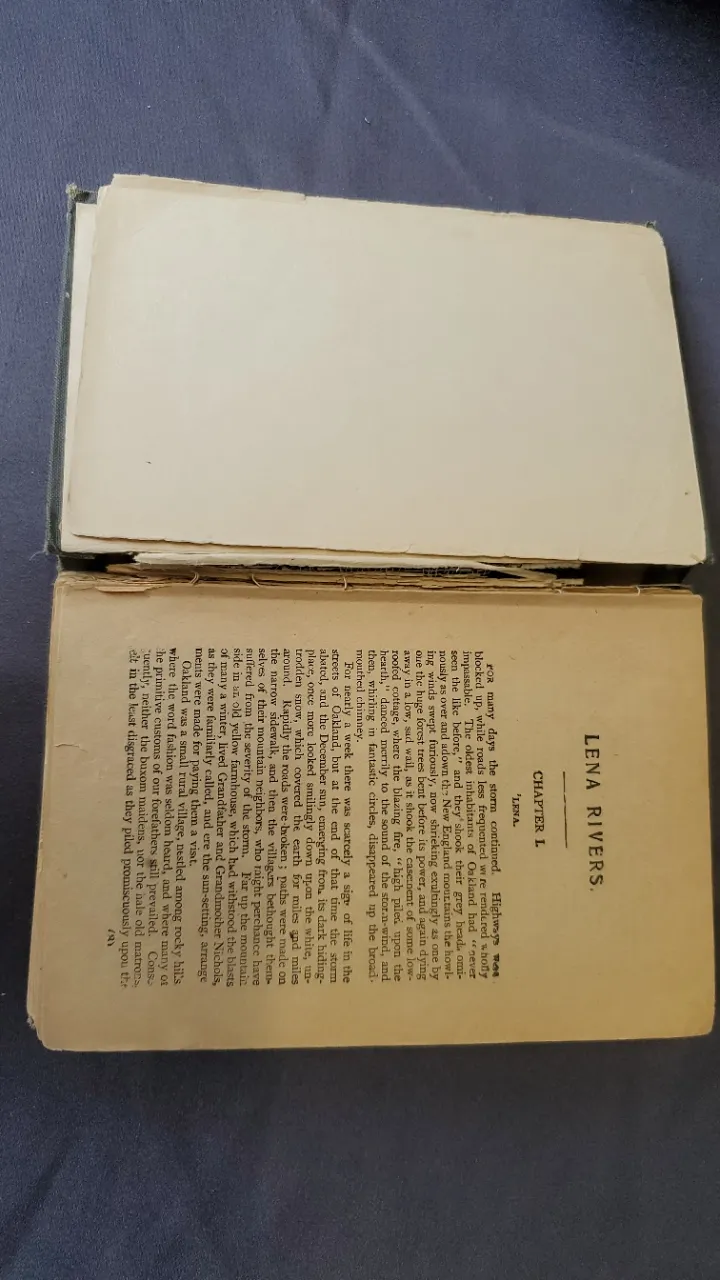 LENA RIVERS.
CHAPTER I.
'LENA.
FOR many days the storm continued. Highways were
blocked up, while roads less frequented were rendered wholly
impassable. The oldest inhabitants of Oakland had "never
seen the like before," and they shook their grey heads omi-
nously as over and adown the New England mountains the howl-
ing winds swept furiously, now shrieking exultingly as one by
one the huge forest trees bent before its power, and again dying
away in a low, sad wail, as it shook the casement of some low-
roofed cottage, where the blazing fire, "high piled upon the
hearth," danced merrily to the sound of the storm-wind, and
then, whirling in fantastic circles, disappeared up the broad-
mouthed chimney.
For nearly a week there was scarcely a sign of life in the
streets of Oakland, but at the end of that time the storm
abated, and the December sun, emerging from its dark hiding-
place, once more looked smilingly down upon the white, un-
trodden snow, which covered the earth for miles and miles
around. Rapidly the roads were broken; paths were made on
the narrow sidewalk, and then the villagers bethought them-
selves of their mountain neighbors, who might perchance have
suffered from the severity of the storm. Far up the mountain
side in an old yellow farmhouse, which had withstood the blasts
of many a winter, lived Grandfather and Grandmother Nichols,
as they were familiarly called, and ere the sun-setting, arrange
ments were made for paying them a visit.
Oakland was a small rural village, nestled among rocky hills
where the word fashion was seldom heard, and where many of
he primitive customs of our forefathers still prevailed. Conse
uently, neither the buxom maidens, nor the hale old matrons,
elt in the least disgraced as they piled promiscuously upon the